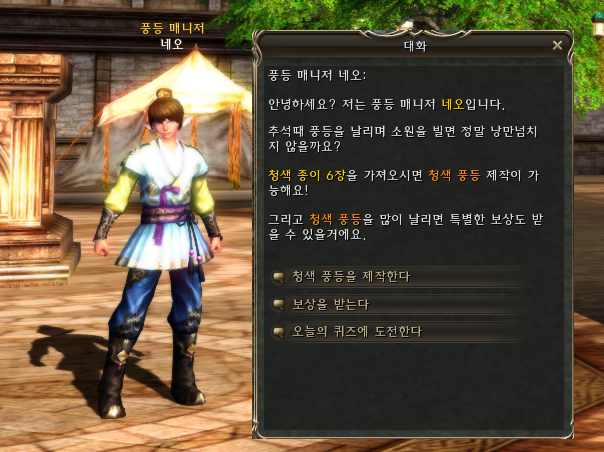 풍등 매니저
네오
대화
풍등 매니저 네오:
안녕하세요? 저는 풍등 매니저 네오입니다.
추석때 풍등을 날리며 소원을 빌면 정말 낭만넘치
지 않을까요?
청색 종이 6장을 가져오시면 청색 풍등 제작이 가
능해요!
그리고 청색 풍등을 많이 날리면 특별한 보상도 받
을 수 있을거에요.
청색 풍등을 제작한다
보상을 받는다
오늘의 퀴즈에 도전한다